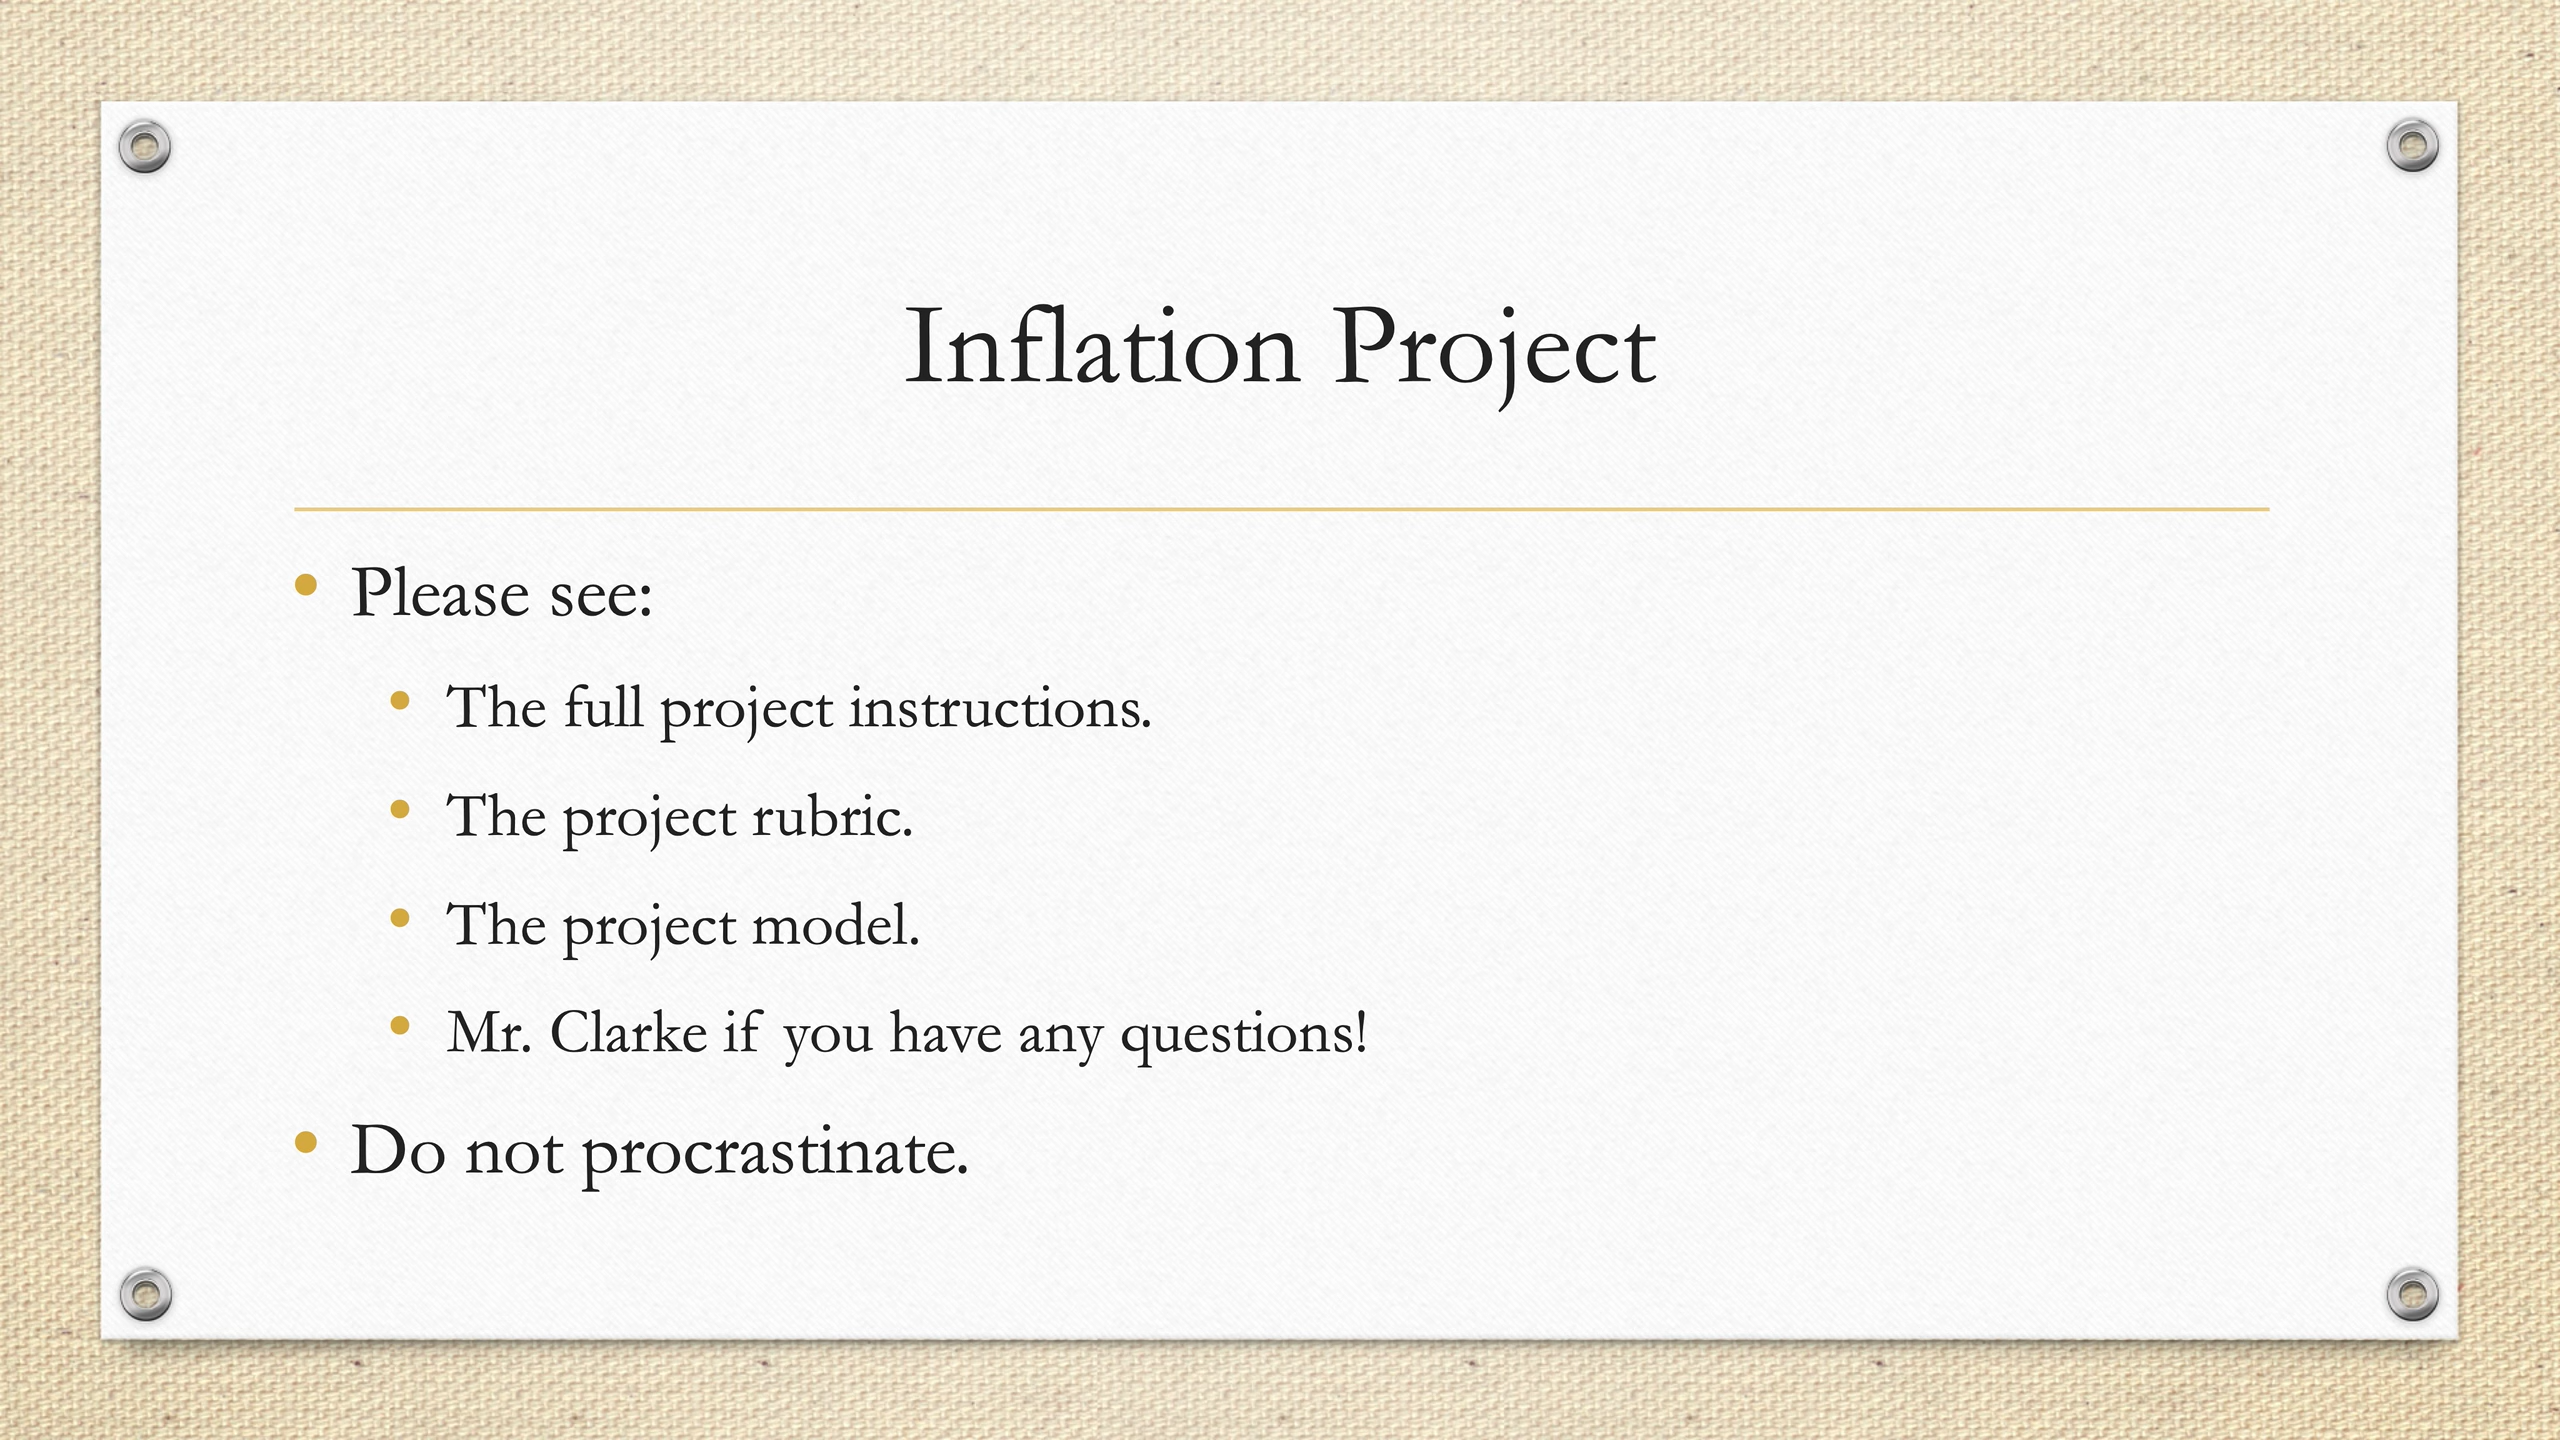 Inflation Project
• Please see:
• The full project instructions.
• The project rubric.
• The project model.
• Mr. Clarke if you have any questions!
• Do not procrastinate.